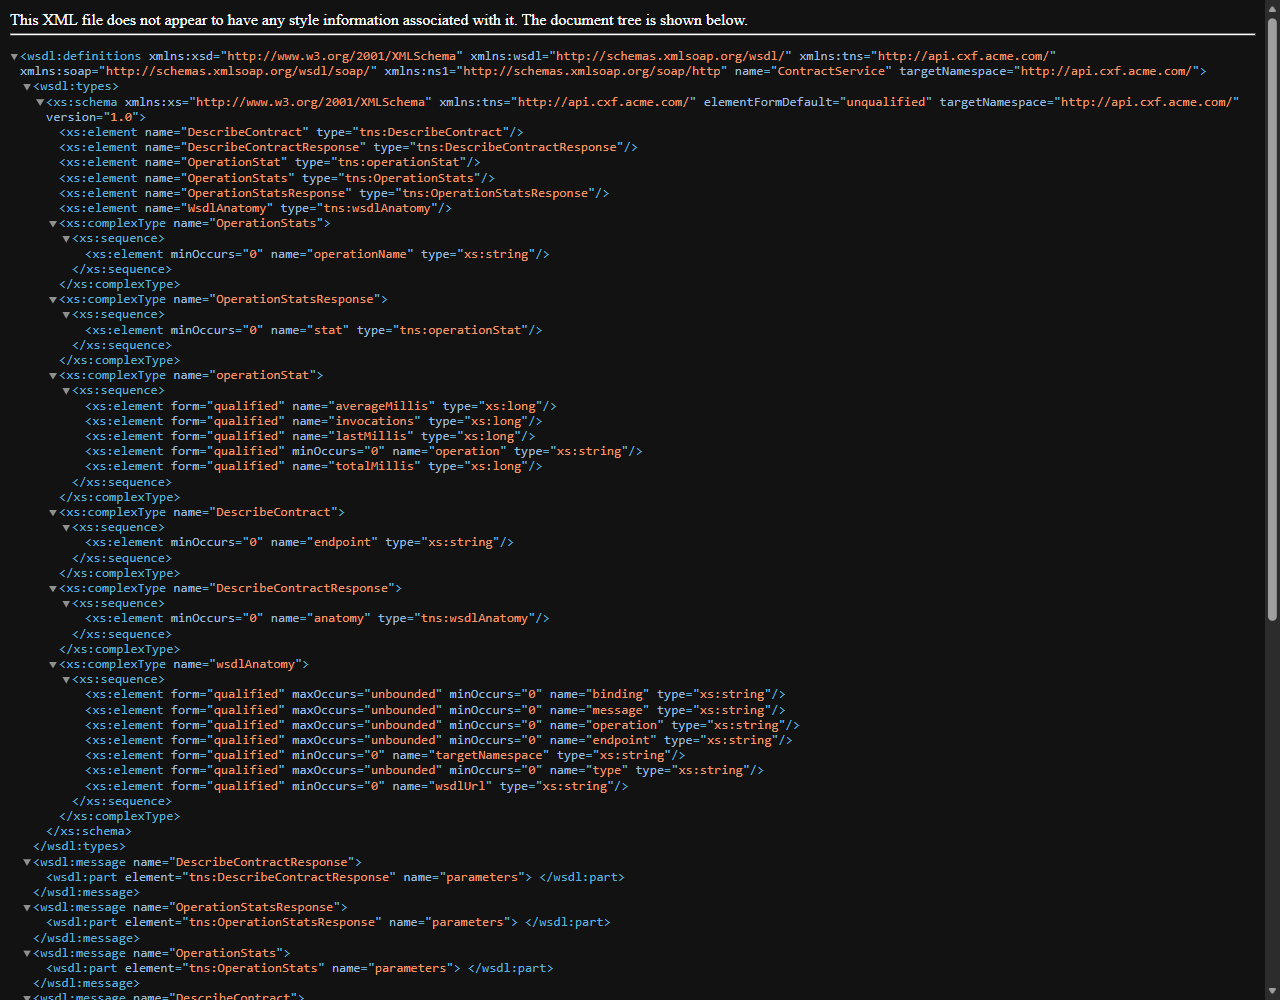 This XML file does not appear to have any style information associated with it. The document tree is shown below.
▼<wsdl:definitions xmlns:xsd="http://www.w3.org/2001/XMLSchema" xmlns:wsdl="http://schemas.xmlsoap.org/wsdl/" xmlns:tns="http://api.cxf.acme.com/"
xmlns:soap="http://schemas.xmlsoap.org/wsdl/soap/" xmlns:ns1="http://schemas.xmlsoap.org/soap/http" name="ContractService" targetNamespace="http://api.cxf.acme.com/">
▼<wsdl:types>
▼<xs:schema xmlns:xs="http://www.w3.org/2001/XMLSchema" xmlns:tns="http://api.cxf.acme.com/" elementFormDefault="unqualified" targetNamespace="http://api.cxf.acme.com/"
version="1.0">
<xs:element name="DescribeContract" type="tns:DescribeContract"/>
<xs:element name="DescribeContractResponse" type="tns:DescribeContractResponse"/>
<xs:element name="OperationStat" type="tns:operationStat"/>
<xs:element name="OperationStats" type="tns:OperationStats"/>
<xs:element name="OperationStatsResponse" type="tns:OperationStatsResponse"/>
<xs:element name="WsdlAnatomy" type="tns:wsdlAnatomy"/>
▼<xs:complexType name="OperationStats">
▼<xs:sequence>
<xs:element minOccurs="0" name="operationName" type="xs:string"/>
</xs:sequence>
</xs:complexType>
▼<xs:complexType name="OperationStatsResponse">
▼<xs:sequence>
<xs:element minOccurs="0" name="stat" type="tns:operationStat"/>
</xs:sequence>
</xs:complexType>
▼<xs:complexType name="operationStat">
▼<xs:sequence>
<xs:element form="qualified" name="averageMillis" type="xs:long"/>
<xs:element form="qualified" name="invocations" type="xs:long"/>
<xs:element form="qualified" name="lastMillis" type="xs:long"/>
<xs:element form="qualified" minOccurs="0" name="operation" type="xs:string"/>
<xs:element form="qualified" name="totalMillis" type="xs:long"/>
</xs:sequence>
</xs:complexType>
▼<xs:complexType name="DescribeContract">
▼<xs:sequence>
<xs:element minOccurs="0" name="endpoint" type="xs:string"/>
</xs:sequence>
</xs:complexType>
▼<xs:complexType name="DescribeContractResponse">
▼<xs:sequence>
<xs:element minOccurs="0" name="anatomy" type="tns:wsdlAnatomy"/>
</xs:sequence>
</xs:complexType>
▼<xs:complexType name="wsdlAnatomy">
▼<xs:sequence>
<xs:element form="qualified" maxOccurs="unbounded" minOccurs="0" name="binding" type="xs:string"/>
<xs:element form="qualified" maxOccurs="unbounded" minOccurs="0" name="message" type="xs:string"/>
<xs:element form="qualified" maxOccurs="unbounded" minOccurs="0" name="operation" type="xs:string"/>
<xs:element form="qualified" maxOccurs="unbounded" minOccurs="0" name="endpoint" type="xs:string"/>
<xs:element form="qualified" minOccurs="0" name="targetNamespace" type="xs:string"/>
<xs:element form="qualified" maxOccurs="unbounded" minOccurs="0" name="type" type="xs:string"/>
<xs:element form="qualified" minOccurs="0" name="wsdlUrl" type="xs:string"/>
</xs:sequence>
</xs:complexType>
</xs:schema>
</wsdl:types>
▼<wsdl:message name="DescribeContractResponse">
<wsdl:part element="tns:DescribeContractResponse" name="parameters"> </wsdl:part>
</wsdl:message>
▼<wsdl:message name="OperationStatsResponse">
<wsdl:part element="tns:OperationStatsResponse" name="parameters"> </wsdl:part>
</wsdl:message>
▼<wsdl:message name="OperationStats">
<wsdl:part element="tns:OperationStats" name="parameters"> </wsdl:part>
</wsdl:message>
▼<wsdl:message name="DescribeContract">